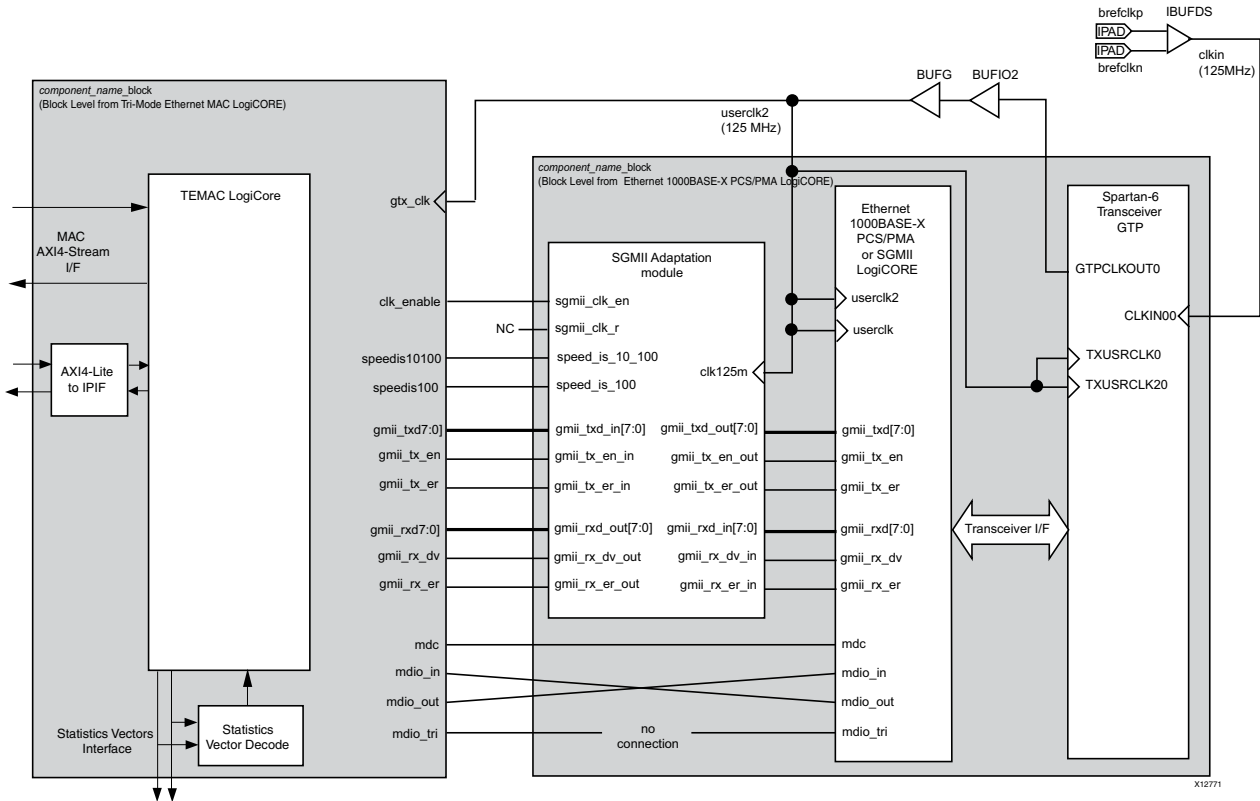 brefclkp
IBUFDS
IPAD
IPAD
brefclkn
clkin
(125MHz)
BUFG
BUFIO2
userclk2
(125 MHz)
component_name_block
(Block Level from Tri-Mode Ethernet MAC LogiCORE)
TEMAC LogiCore
MAC
AXI4-Stream
I/F
AXI4-Lite
to IPIF
Statistics Vectors
Interface
Statistics
Vector Decode
gtx_clk
clk_enable
speedis10100
speedis100
gmii_txd7:0]
gmii_tx_en
gmii_tx_er
gmii_rxd7:0]
gmii_rx_dv
gmii_rx_er
mdc
mdio_in
mdio_out
mdio_tri
NC
no
connection
component_name_block
(Block Level from Ethernet 1000BASE-X PCS/PMA LogiCORE)
SGMII Adaptation
module
sgmii_clk_en
sgmii_clk_r
speed_is_10_100
speed_is_100
clk125m
gmii_txd_in[7:0]
gmii_txd_out[7:0]
gmii_tx_en_in
gmii_tx_en_out
gmii_tx_er_in
gmii_tx_er_out
gmii_rxd_out[7:0]
gmii_rxd_in[7:0]
gmii_rx_dv_out
gmii_rx_dv_in
gmii_rx_er_out
gmii_rx_er_in
Ethernet
1000BASE-X
PCS/PMA
or SGMII
LogiCORE
userclk2
userclk
gmii_txd[7:0]
gmii_tx_en
gmii_tx_er
gmii_rxd[7:0]
gmii_rx_dv
gmii_rx_er
mdc
mdio_in
mdio_out
mdio_tri
Transceiver I/F
Spartan-6
Transceiver
GTP
GTPCLKOUT0
CLKIN00
TXUSRCLK0
TXUSRCLK20
X12771